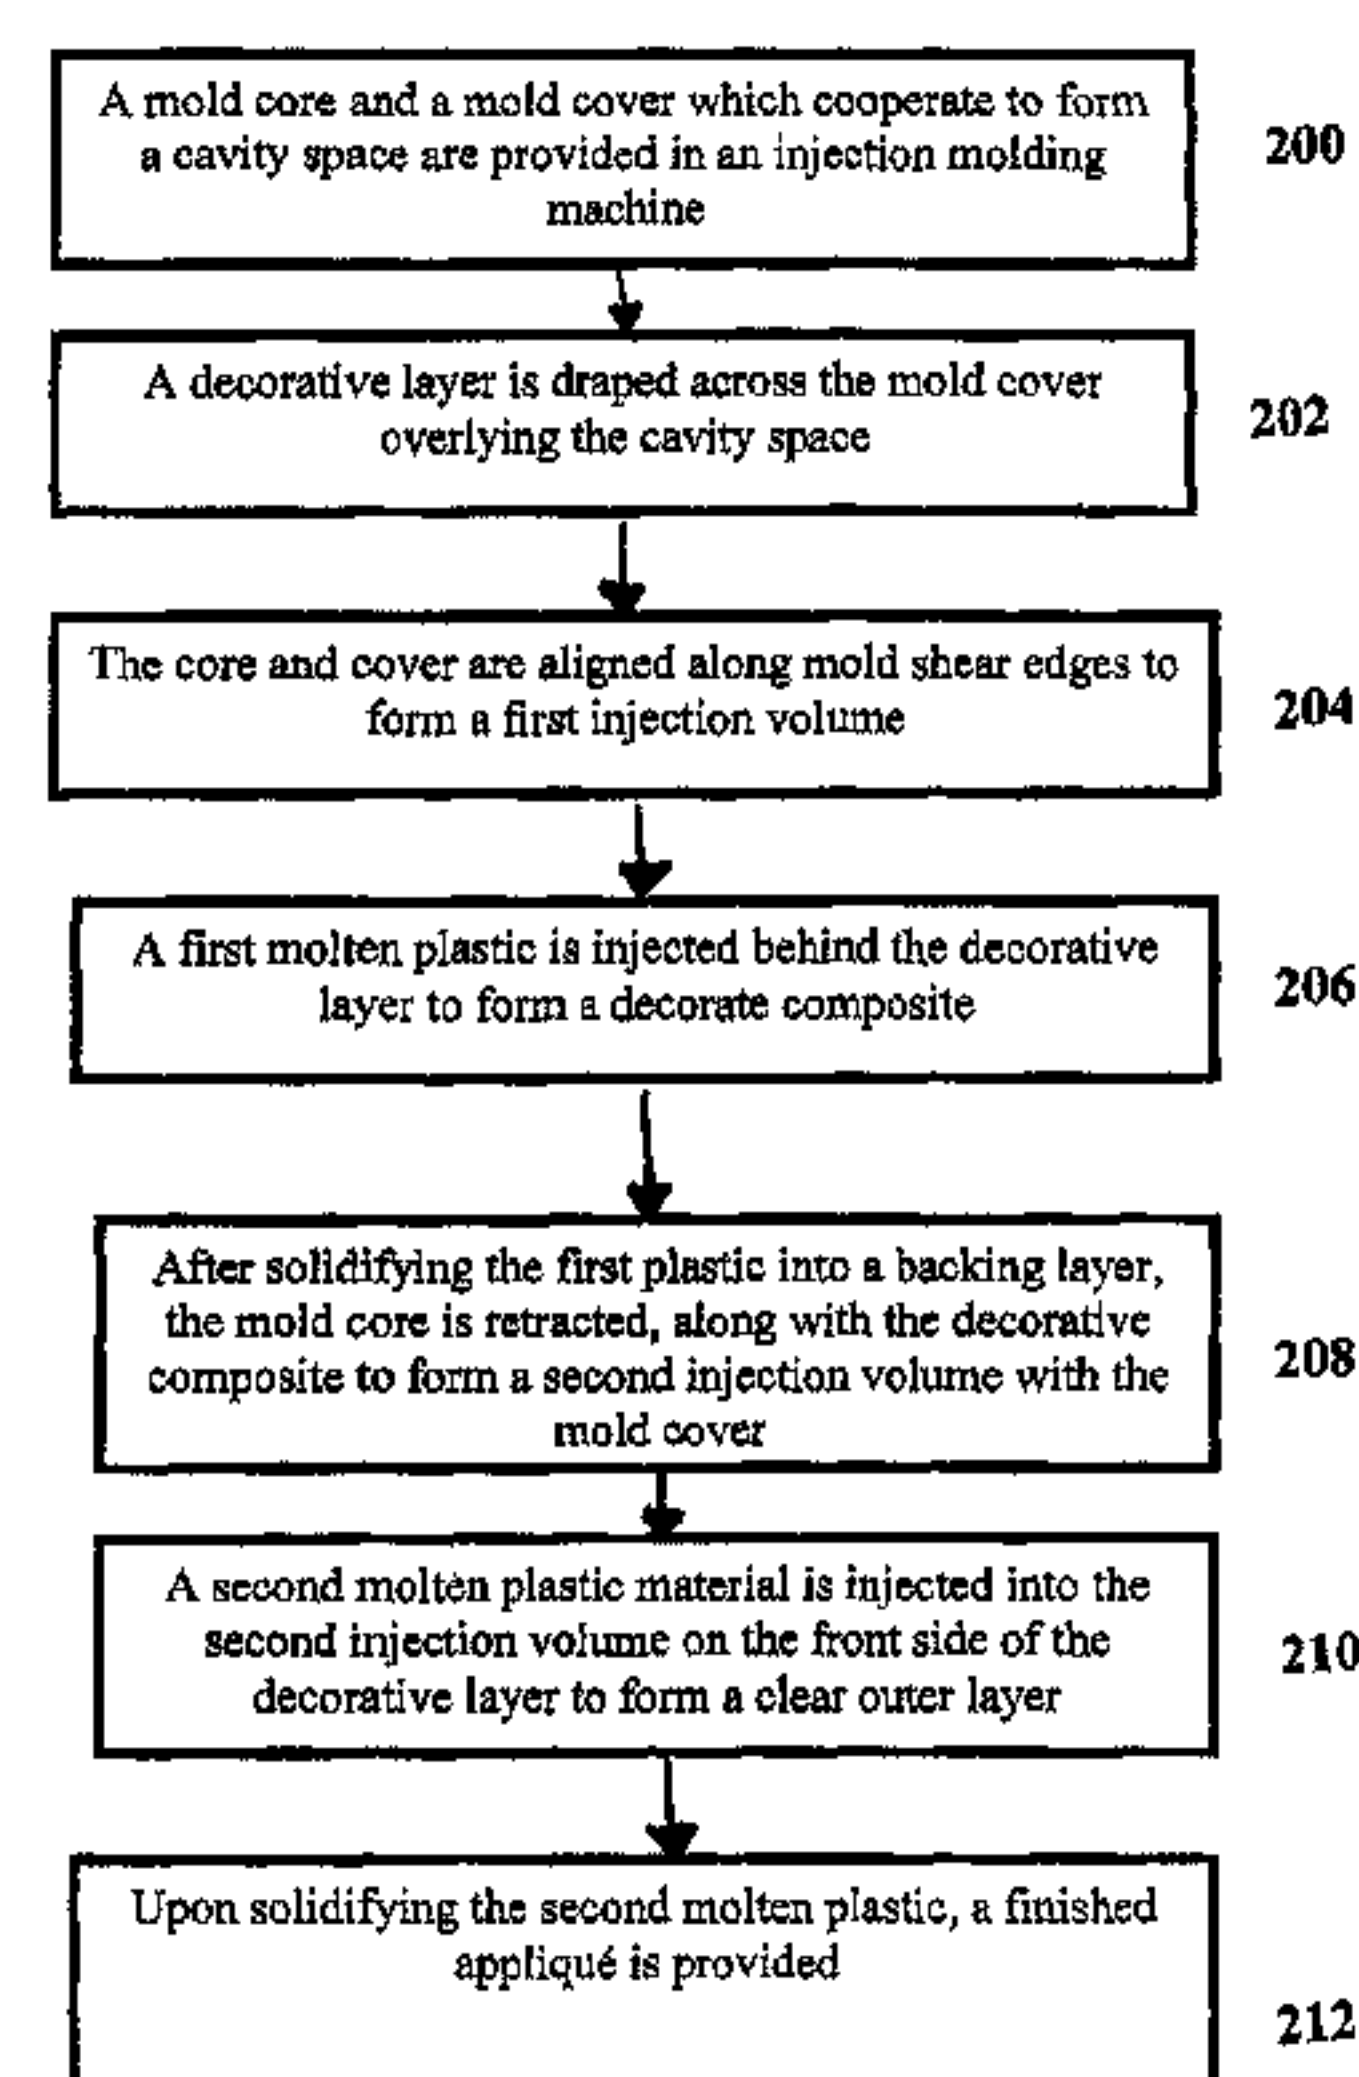 A mold core and a mold cover which cooperate to form
a cavity space are provided in an injection molding
machine
200
A decorative layer is draped across the mold cover
overlying the cavity space
202
The core and cover are aligned along mold shear edges to
form a first injection volume
204
A first molten plastic is injected behind the decorative
layer to form a decorate composite
206
After solidifying the first plastic into a backing layer,
the mold core is retracted, along with the decorative
composite to form a second injection volume with the
mold cover
208
A second molten plastic material is injected into the
second injection volume on the front side of the
decorative layer to form a clear outer layer
210
Upon solidifying the second molten plastic, a finished
appliqué is provided
212